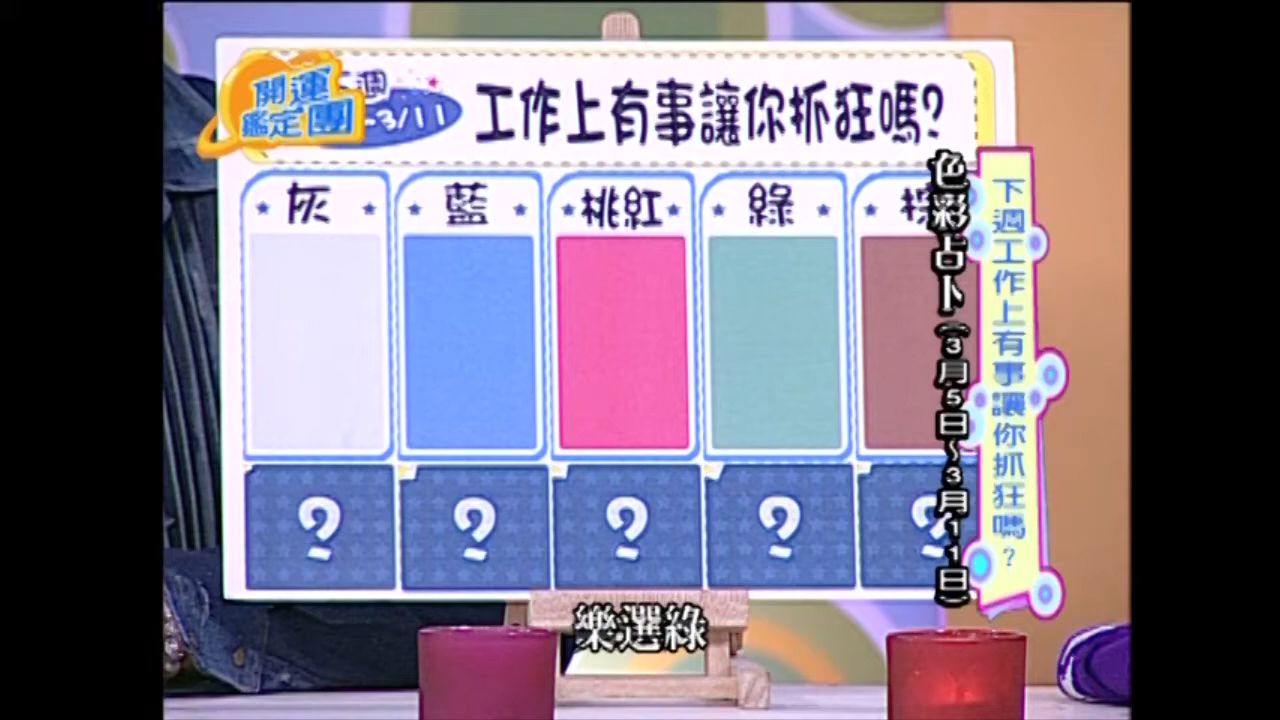 開運
鑑定團
週
~3/11
工作上有事讓你抓狂嗎?
灰
藍
桃紅
綠
?
?
?
?
?
色彩占卜(3月5日~3月11日)
下週工作上有事讓你抓狂嗎?
樂選綠